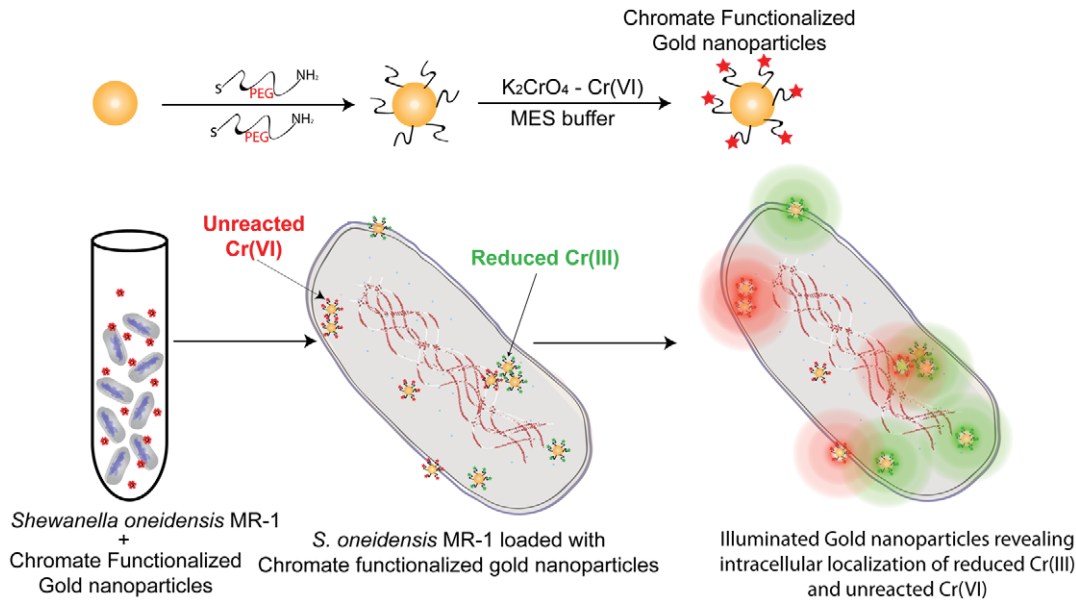 Chromate Functionalized
Gold nanoparticles
S PEG NH₂
S PEG NH₂
K₂CrO₄ - Cr(VI)
MES buffer
Unreacted
Cr(VI)
Reduced Cr(III)
Shewanella oneidensis MR-1
+
Chromate Functionalized
Gold nanoparticles
S. oneidensis MR-1 loaded with
Chromate functionalized gold nanoparticles
Illuminated Gold nanoparticles revealing
intracellular localization of reduced Cr(III)
and unreacted Cr(VI)